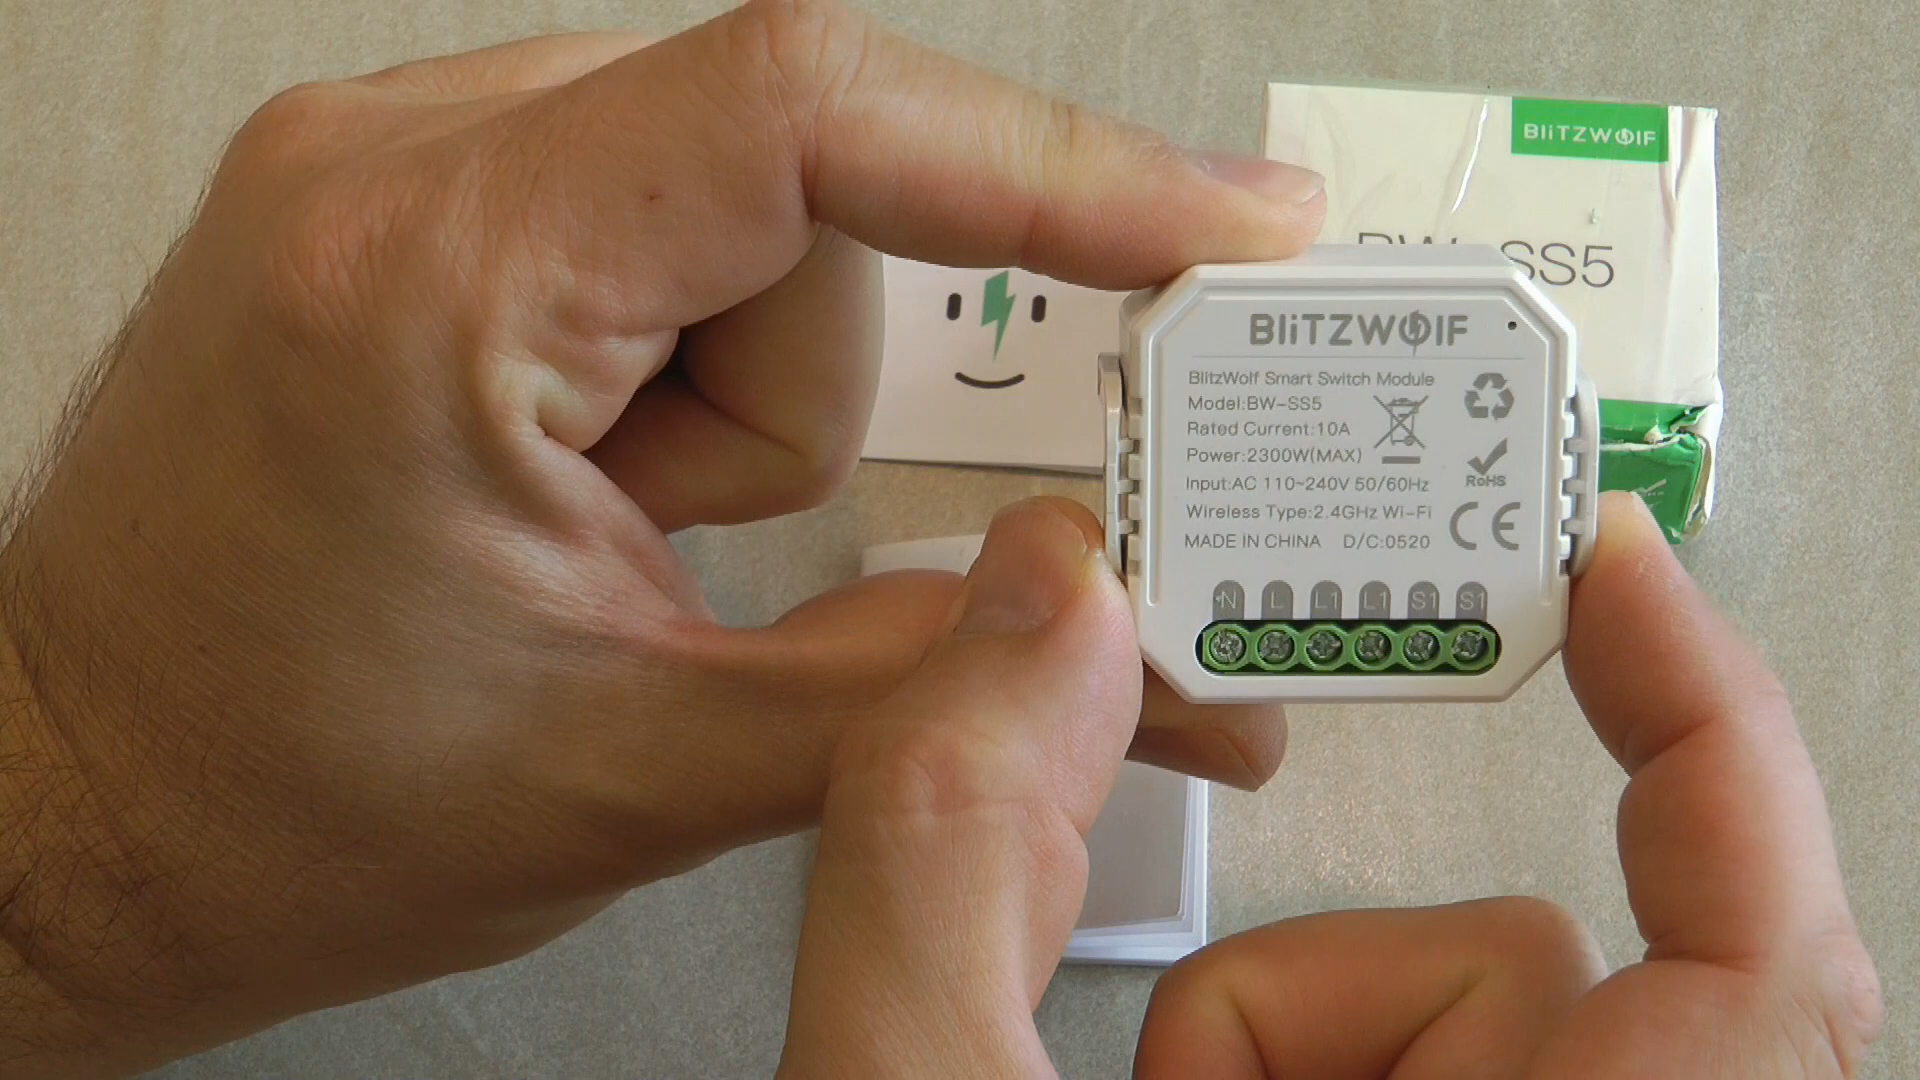 BLiTZWOlF
BW-SS5
BLiTZWOlF
BlitzWolf Smart Switch Module
Model:BW-SS5
Rated Current:10A
Power:2300W(MAX)
Input:AC 110~240V 50/60Hz
Wireless Type:2.4GHz Wi-Fi
MADE IN CHINA D/C:0520
RoHS
CE
N L L1 L1 S1 S1